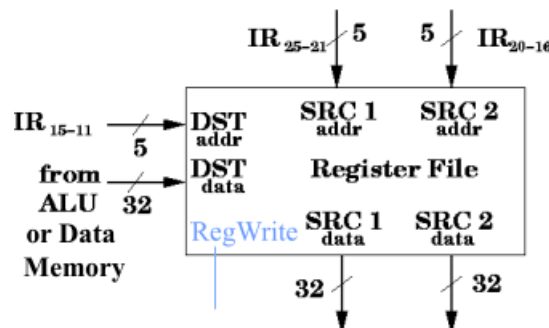 IR25-21 5 5 IR20-16
IR15-11 5
DST addr
SRC 1 addr
SRC 2 addr
from ALU or Data Memory
32
DST data
Register File
RegWrite
SRC 1 data
SRC 2 data
32 32